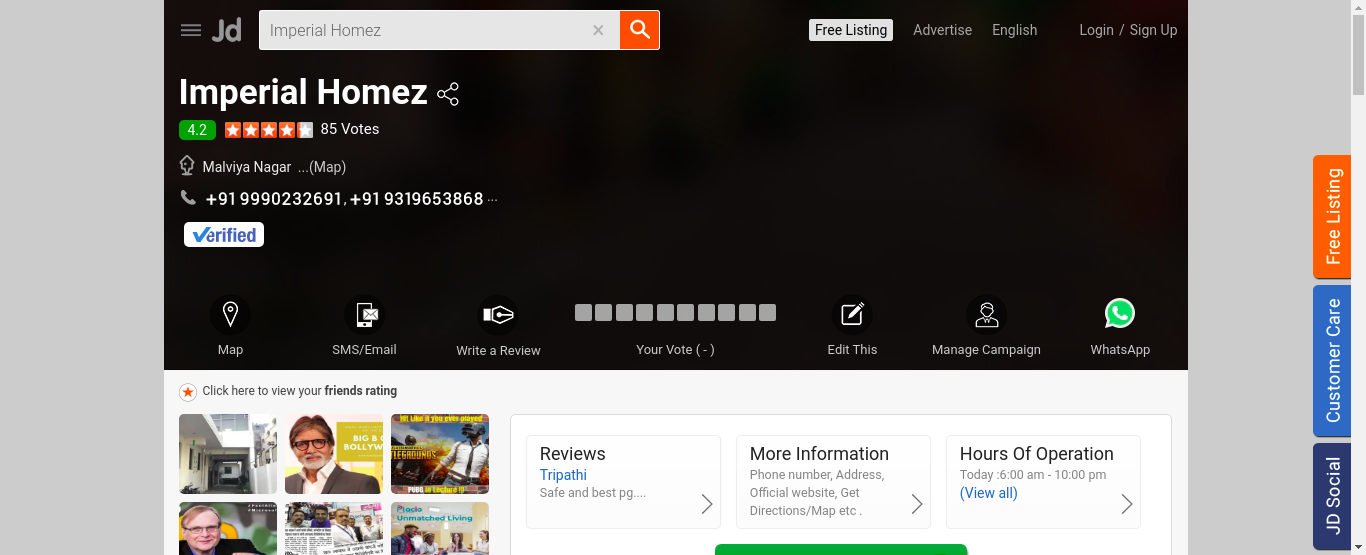 Jd
Imperial Homez ×
Free Listing
Advertise
English
Login / Sign Up
Imperial Homez
4.2
85 Votes
Malviya Nagar ...(Map)
+91 9990232691, +91 9319653868 ...
Verified
Map
SMS/Email
Write a Review
Your Vote ( - )
Edit This
Manage Campaign
WhatsApp
Click here to view your friends rating
BIG B
BOLLYW
Hit Like if you ever played
PUBG in Lecture
Unmatched Living
Reviews
Tripathi
Safe and best pg....
More Information
Phone number, Address,
Official website, Get
Directions/Map etc .
Hours Of Operation
Today :6:00 am - 10:00 pm
(View all)
Free Listing
Customer Care
JD Social